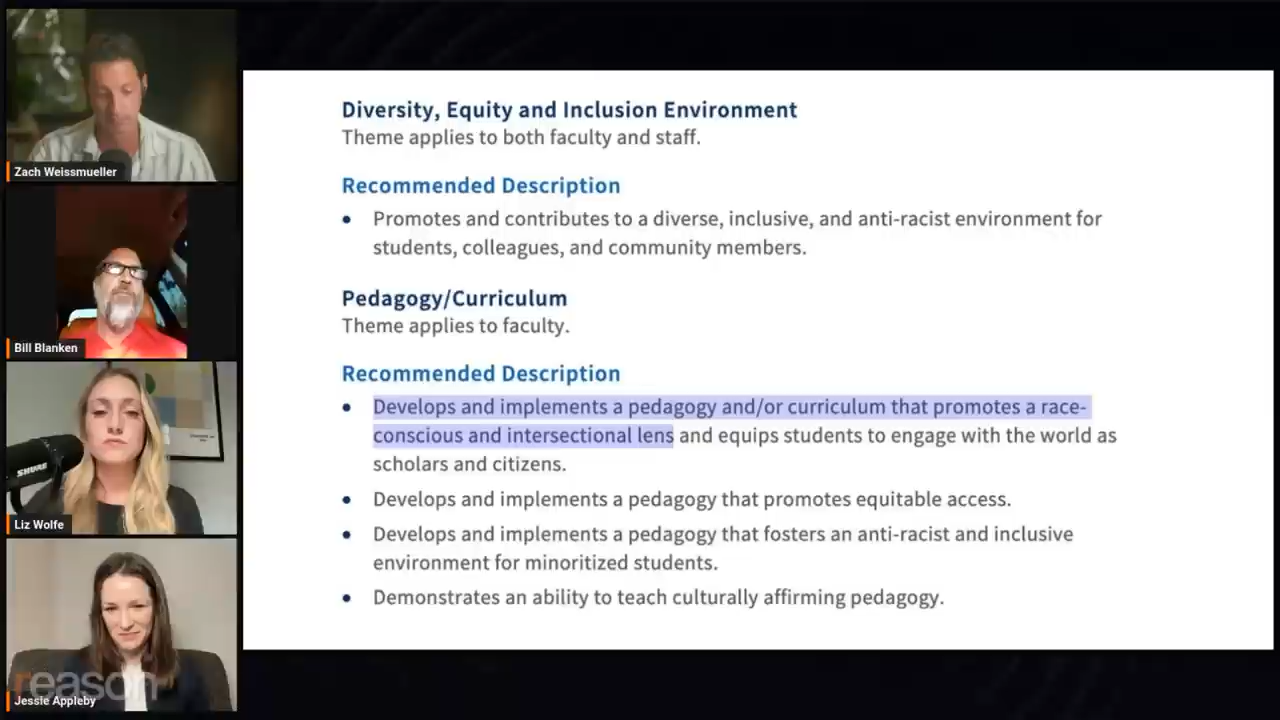 Zach Weissmueller
Bill Blanken
SHURE
Liz Wolfe
reason
Jessie Appleby
Diversity, Equity and Inclusion Environment
Theme applies to both faculty and staff.
Recommended Description
• Promotes and contributes to a diverse, inclusive, and anti-racist environment for
students, colleagues, and community members.
Pedagogy/Curriculum
Theme applies to faculty.
Recommended Description
• Develops and implements a pedagogy and/or curriculum that promotes a race-
conscious and intersectional lens and equips students to engage with the world as
scholars and citizens.
• Develops and implements a pedagogy that promotes equitable access.
• Develops and implements a pedagogy that fosters an anti-racist and inclusive
environment for minoritized students.
• Demonstrates an ability to teach culturally affirming pedagogy.